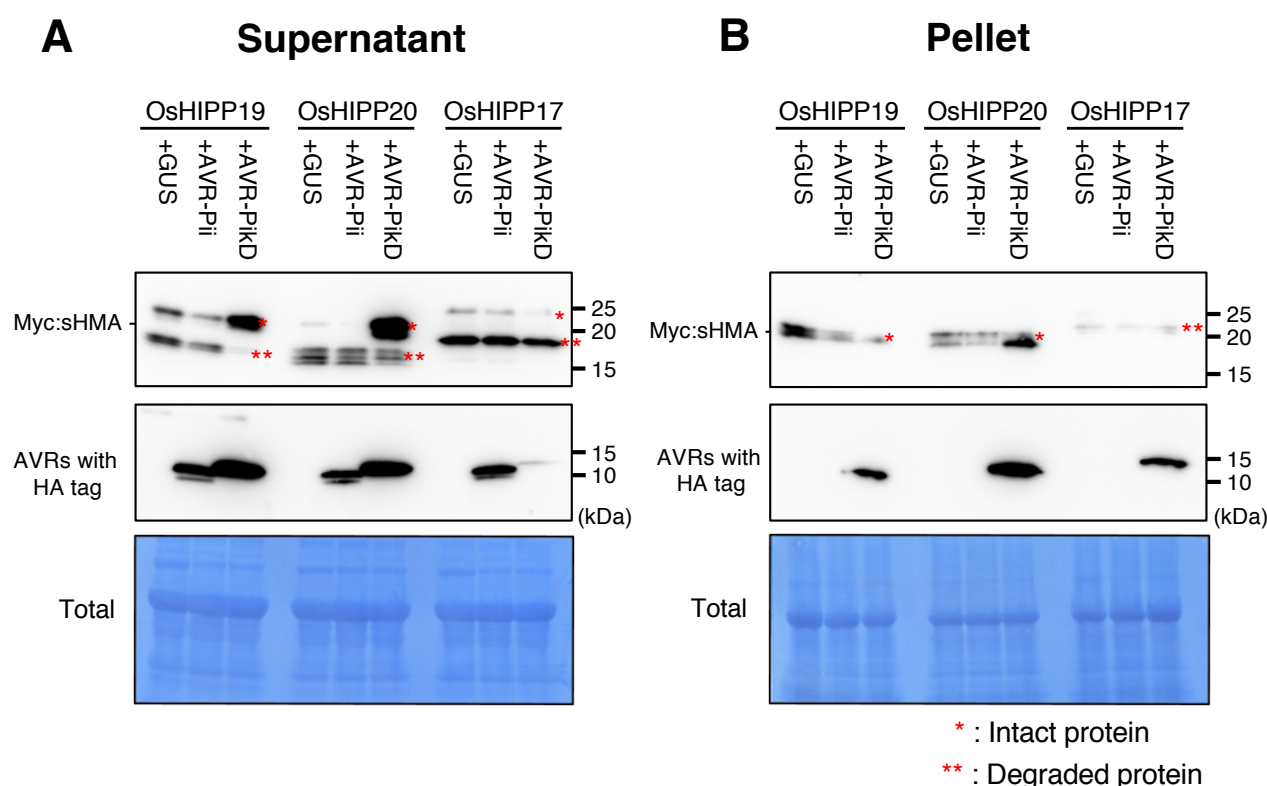 A
Supernatant
OsHIPP19 OsHIPP20 OsHIPP17
+GUS +AVR-Pii +AVR-PikD +GUS +AVR-Pii +AVR-PikD +GUS +AVR-Pii +AVR-PikD
Myc:sHMA
* * *
** ** **
25
20
15
AVRs with
HA tag
15
10
(kDa)
Total
B
Pellet
OsHIPP19 OsHIPP20 OsHIPP17
+GUS +AVR-Pii +AVR-PikD +GUS +AVR-Pii +AVR-PikD +GUS +AVR-Pii +AVR-PikD
Myc:sHMA
* * **
25
20
15
AVRs with
HA tag
15
10
(kDa)
Total
* : Intact protein
** : Degraded protein